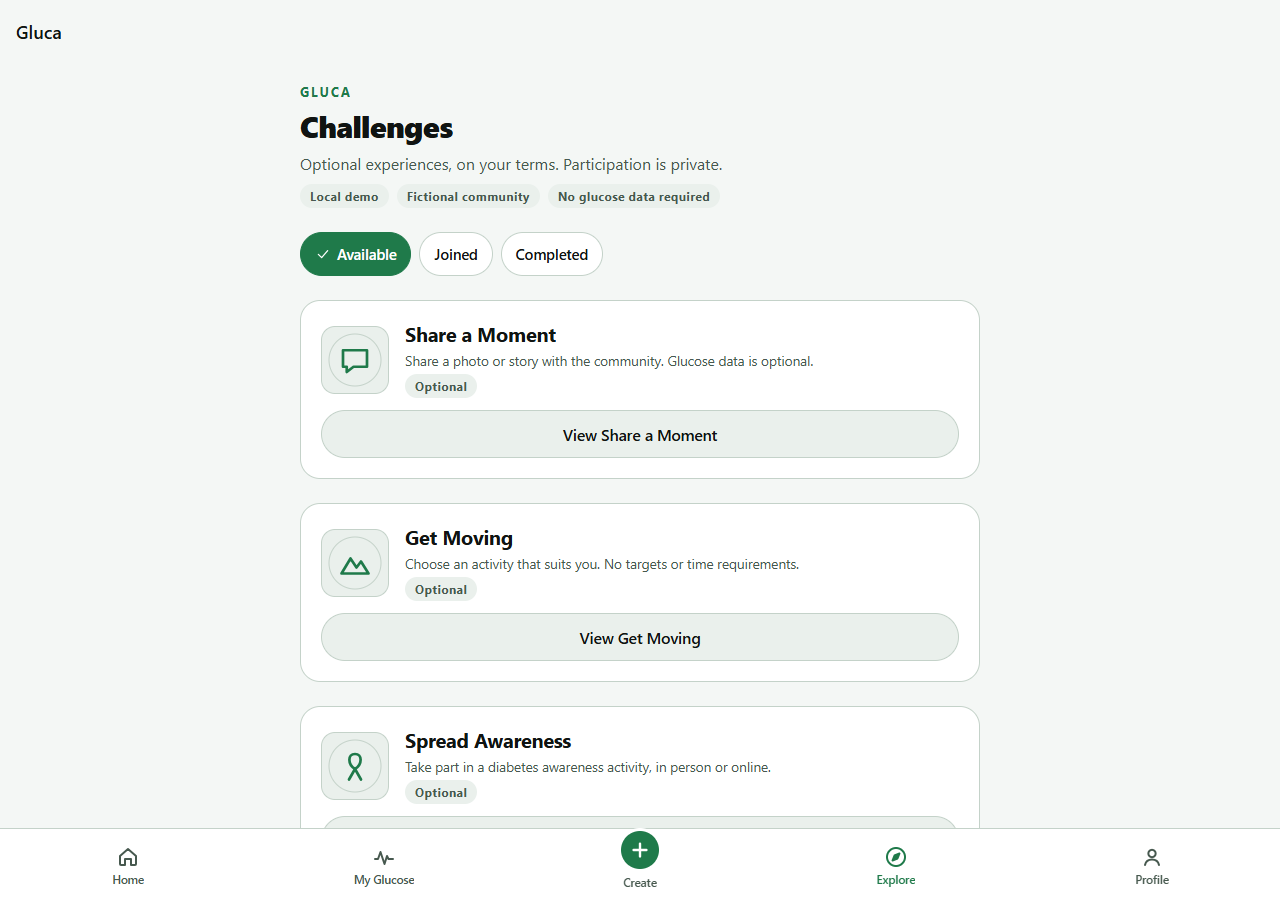 Gluca
GLUCA
Challenges
Optional experiences, on your terms. Participation is private.
Local demo
Fictional community
No glucose data required
Available
Joined
Completed
Share a Moment
Share a photo or story with the community. Glucose data is optional.
Optional
View Share a Moment
Get Moving
Choose an activity that suits you. No targets or time requirements.
Optional
View Get Moving
Spread Awareness
Take part in a diabetes awareness activity, in person or online.
Optional
Home
My Glucose
Create
Explore
Profile